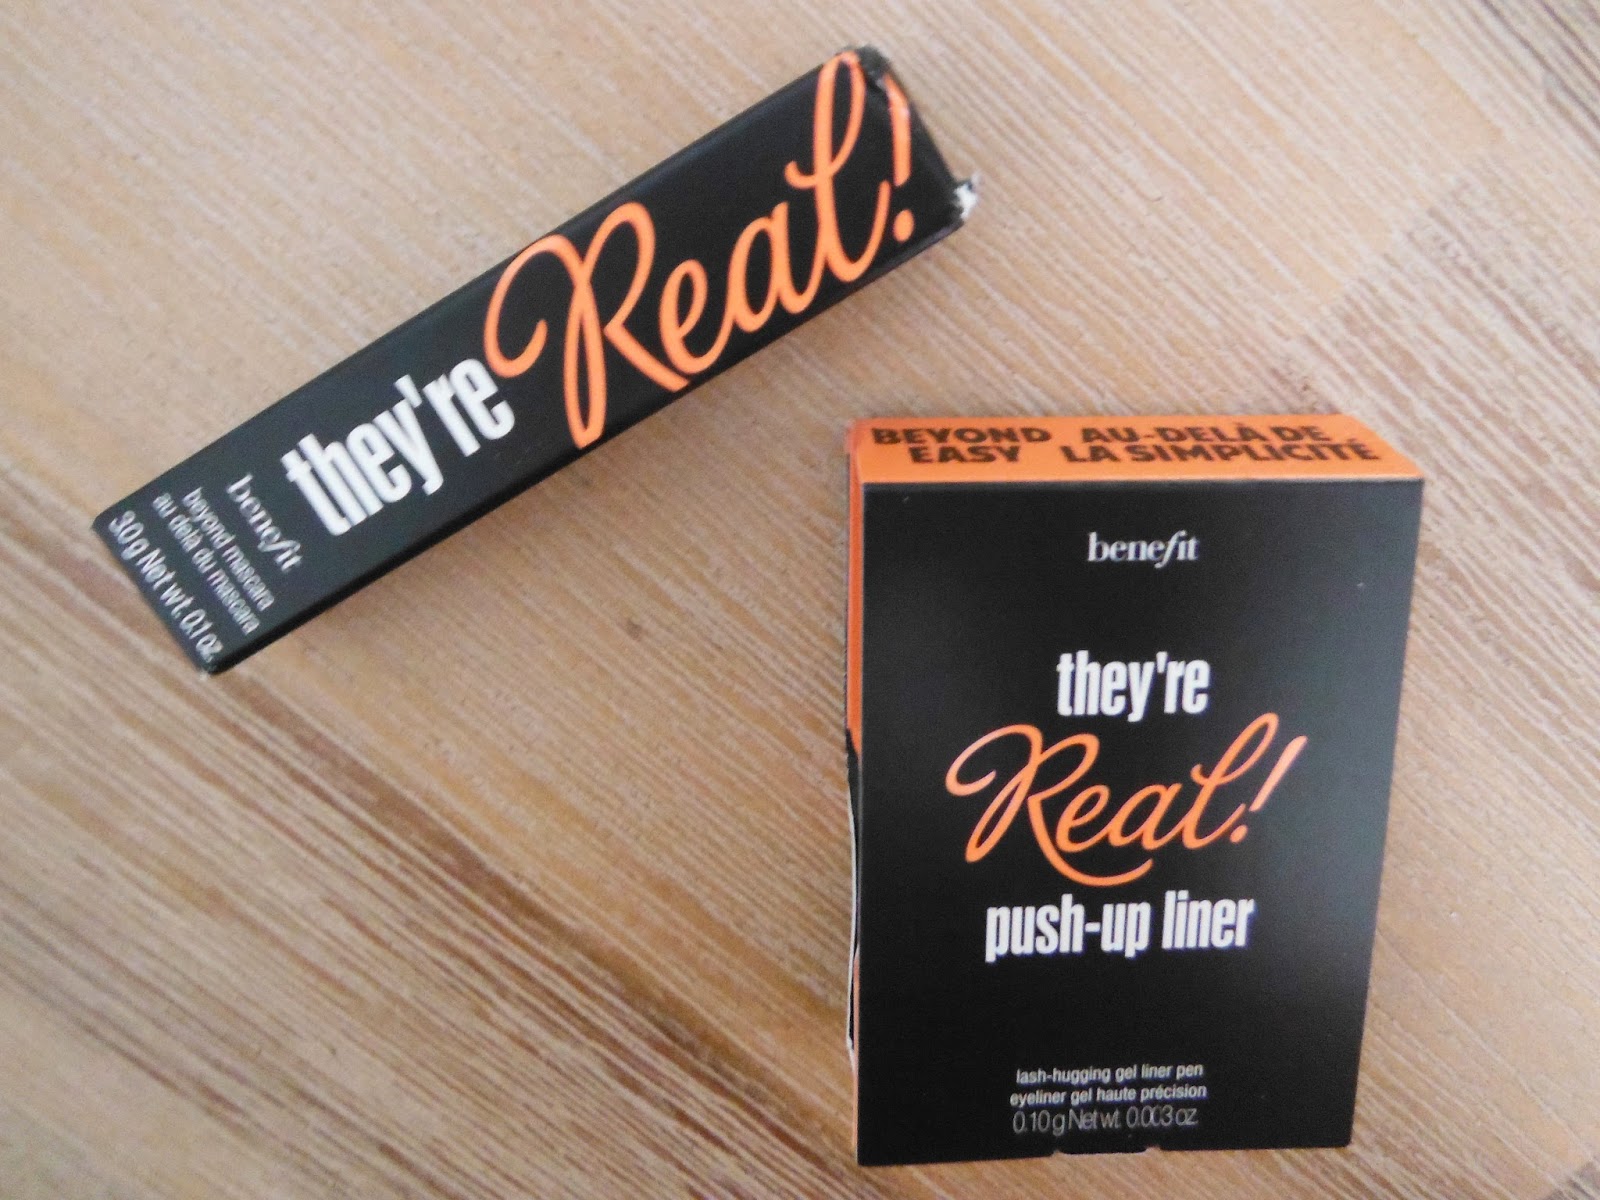 they're Real!
benefit
beyond mascara
au delà du mascara
3.0 g Net wt. 0.1 oz.
BEYOND EASY
AU-DELÀ DE LA SIMPLICITÉ
benefit
they're
Real!
push-up liner
lash-hugging gel liner pen
eyeliner gel haute précision
0.10 g Net wt. 0.003 oz.